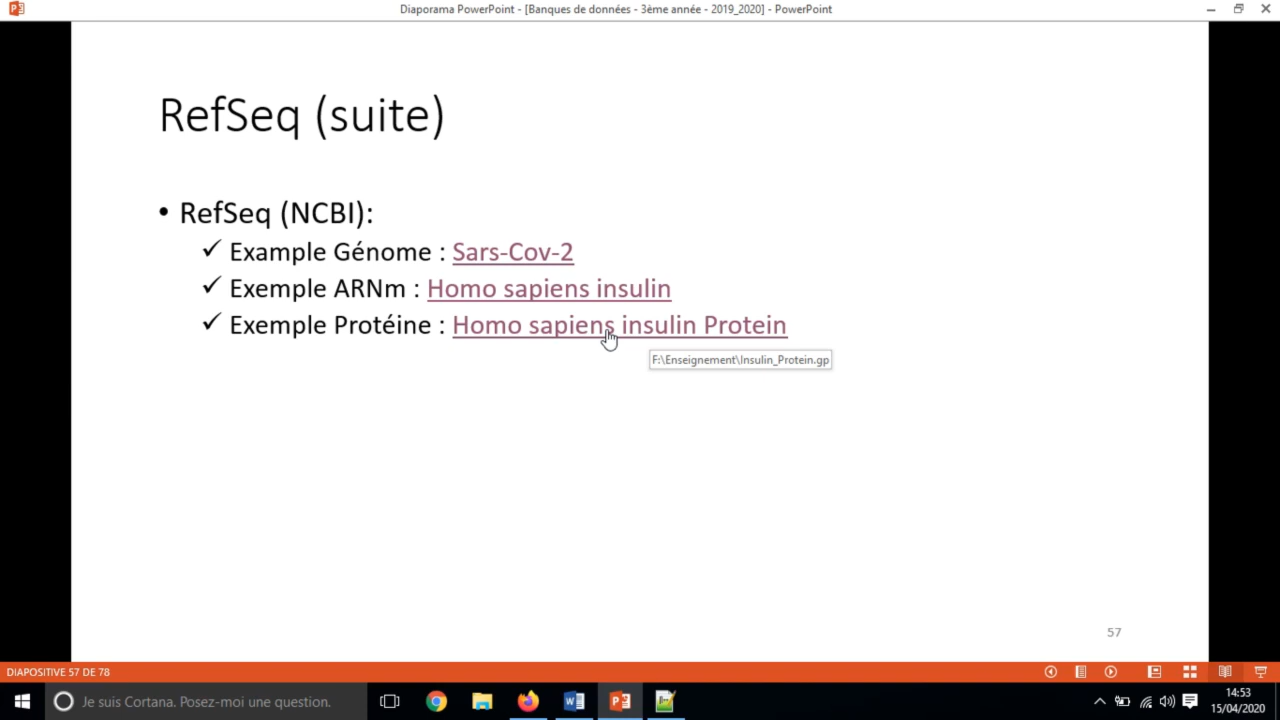 Diaporama PowerPoint - [Banques de données - 3ème année - 2019_2020] - PowerPoint
RefSeq (suite)
• RefSeq (NCBI):
✓ Example Génome : Sars-Cov-2
✓ Exemple ARNm : Homo sapiens insulin
✓ Exemple Protéine : Homo sapiens insulin Protein
F:\Enseignement\Insulin_Protein.gp
57
DIAPOSITIVE 57 DE 78
Je suis Cortana. Posez-moi une question.
14:53
15/04/2020